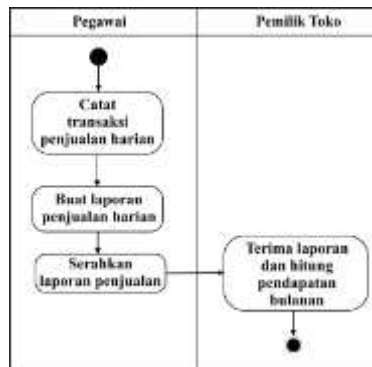 Pegawai
Pemilik Toko
Catat
transaksi
penjualan harian
Buat laporan
penjualan harian
Serahkan
laporan penjualan
Terima laporan
dan hitung
pendapatan
bulanan